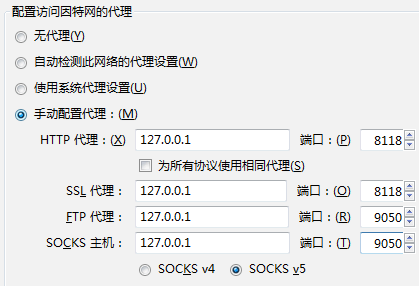 配置访问因特网的代理
无代理(Y)
自动检测此网络的代理设置(W)
使用系统代理设置(U)
手动配置代理：(M)
HTTP 代理：(X) 127.0.0.1 端口：(P) 8118
为所有协议使用相同代理(S)
SSL 代理： 127.0.0.1 端口：(O) 8118
FTP 代理： 127.0.0.1 端口：(R) 9050
SOCKS 主机： 127.0.0.1 端口：(T) 9050
SOCKS v4 SOCKS v5